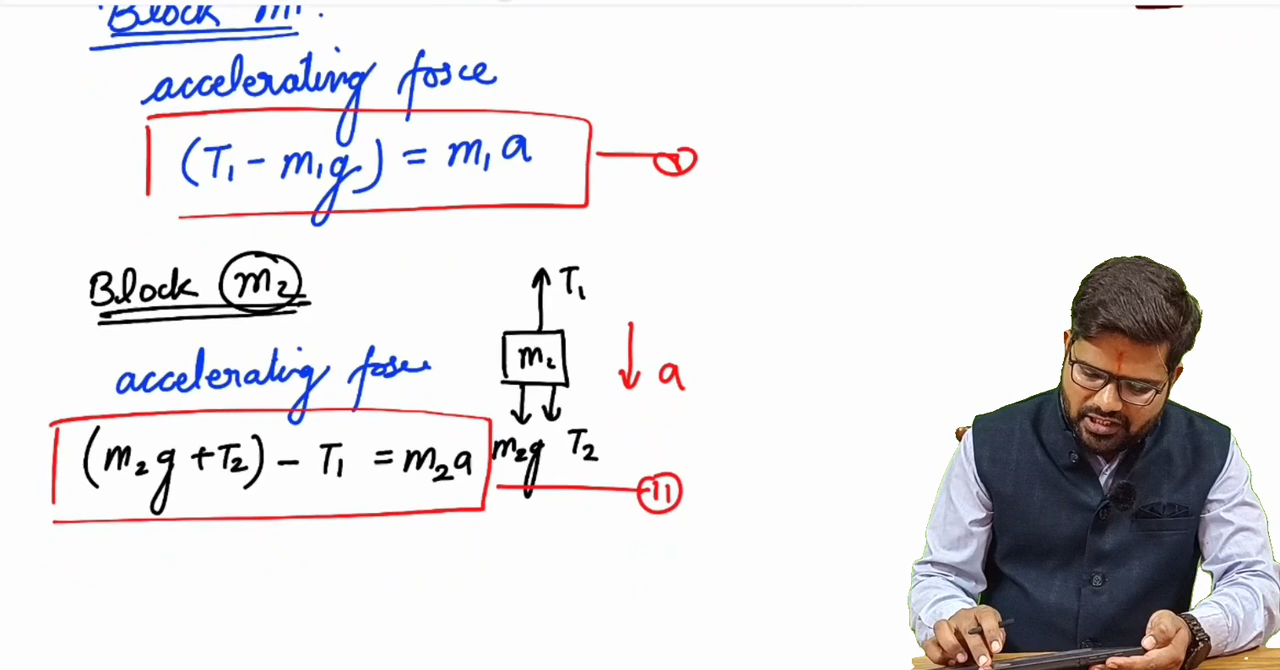 Block m₁:
accelerating force
(T₁ - m₁g) = m₁a
Block m₂
accelerating force
(m₂g + T₂) - T₁ = m₂a
11
T₁
m₂
a
m₂g T₂